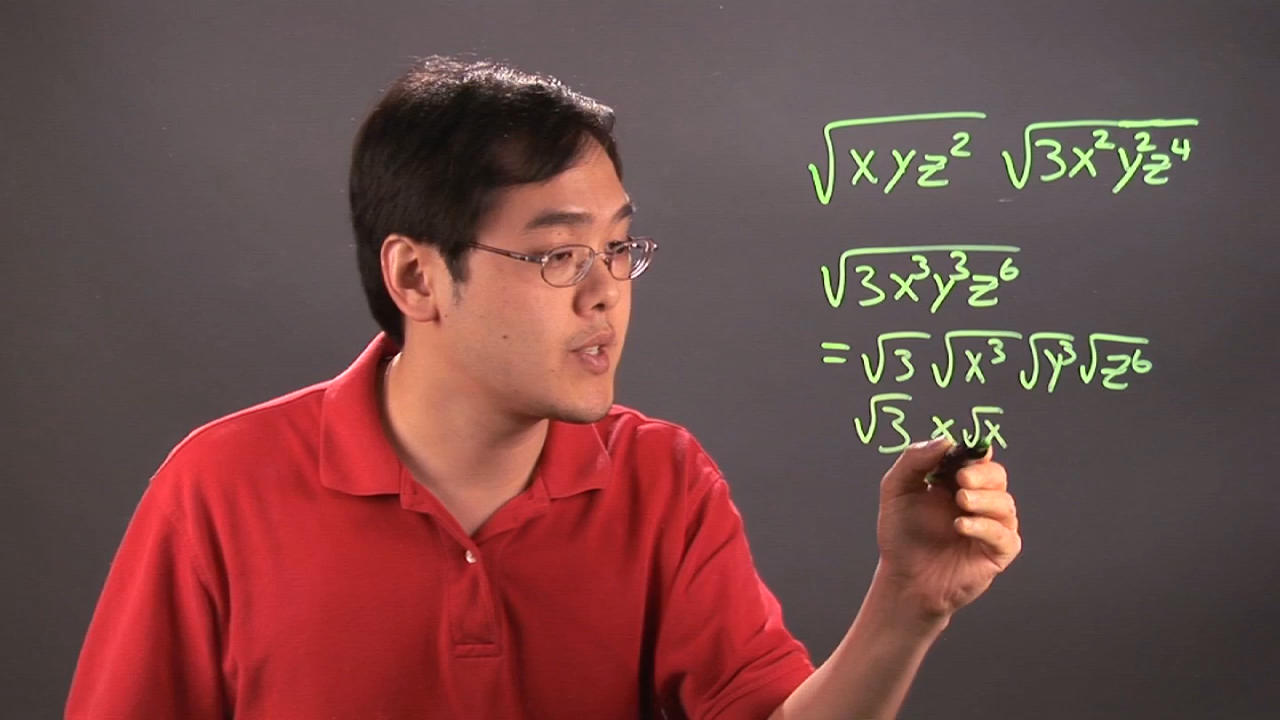 √(xyz²) √(3x²y²z⁴)
√(3x³y³z⁶)
= √3 √(x³) √(y³) √(z⁶)
√3 x√x